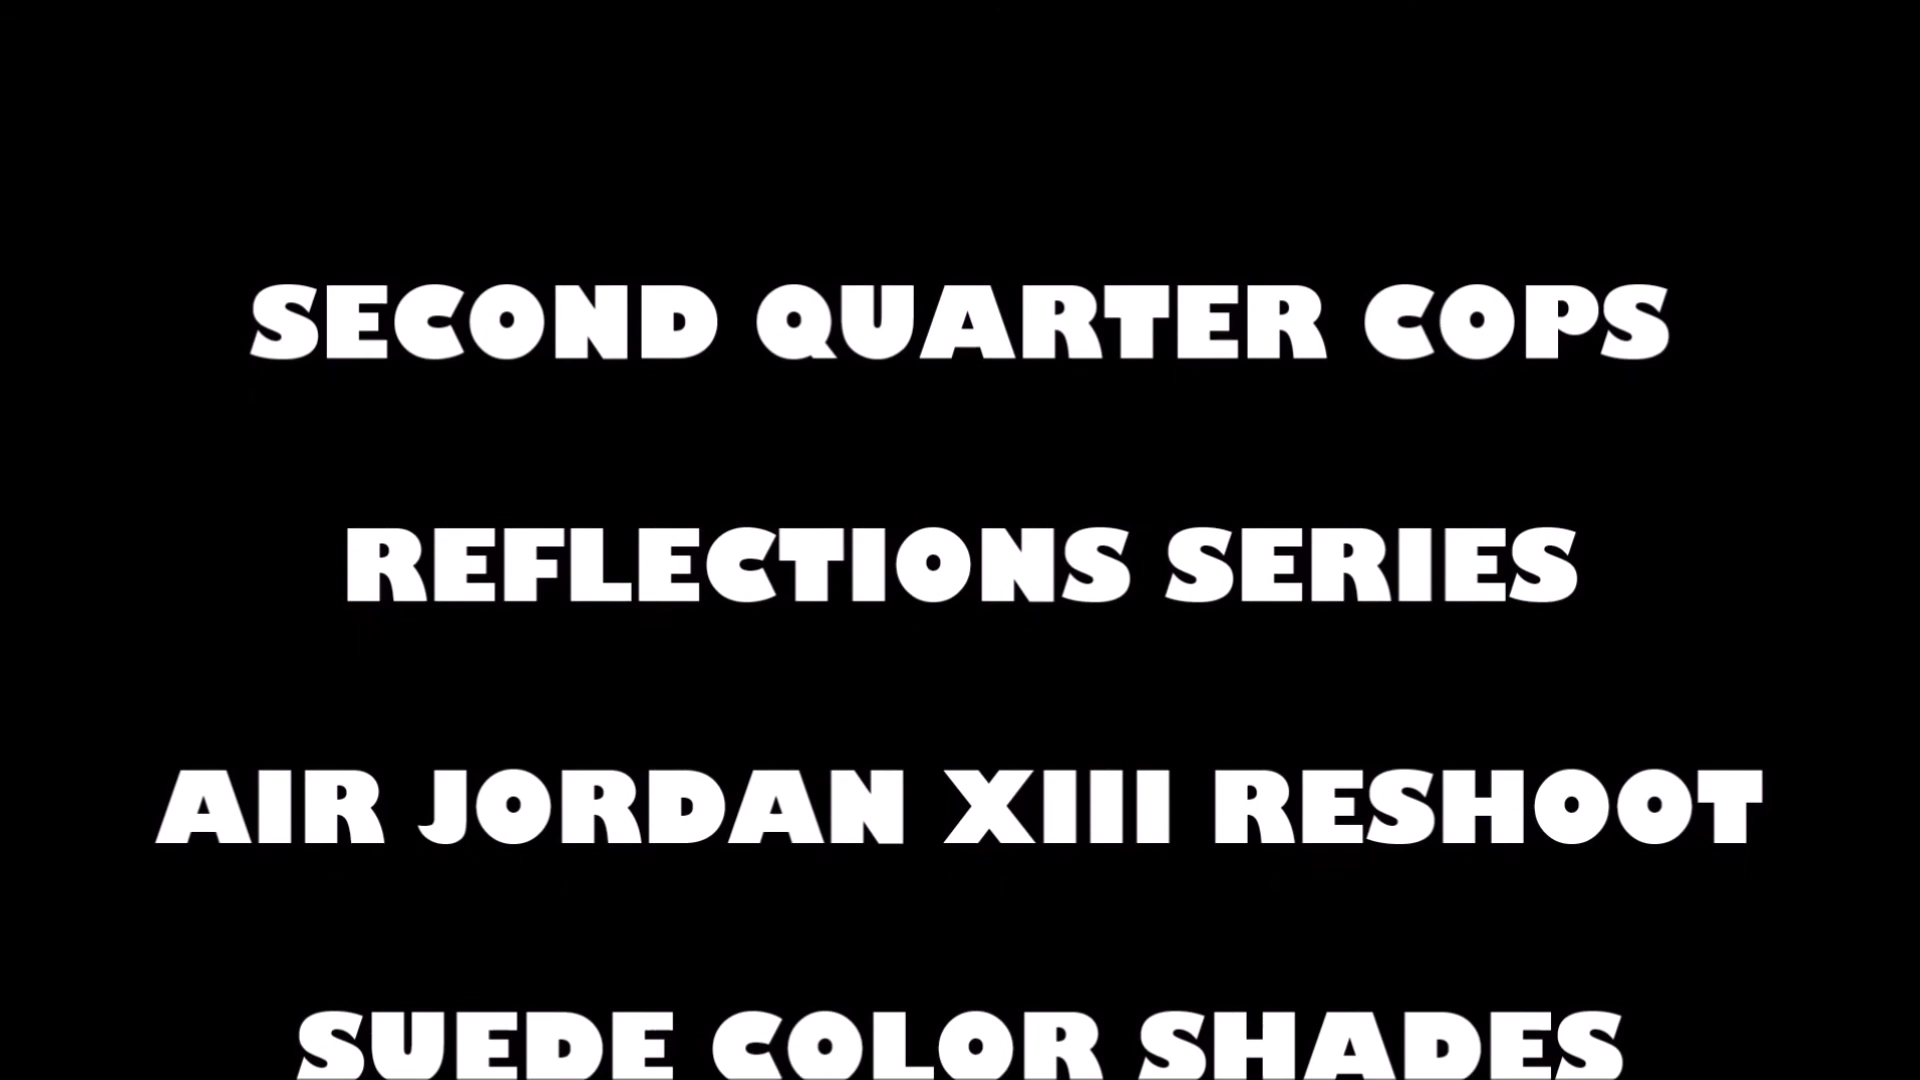 SECOND QUARTER COPS
REFLECTIONS SERIES
AIR JORDAN XIII RESHOOT
SUEDE COLOR SHADES